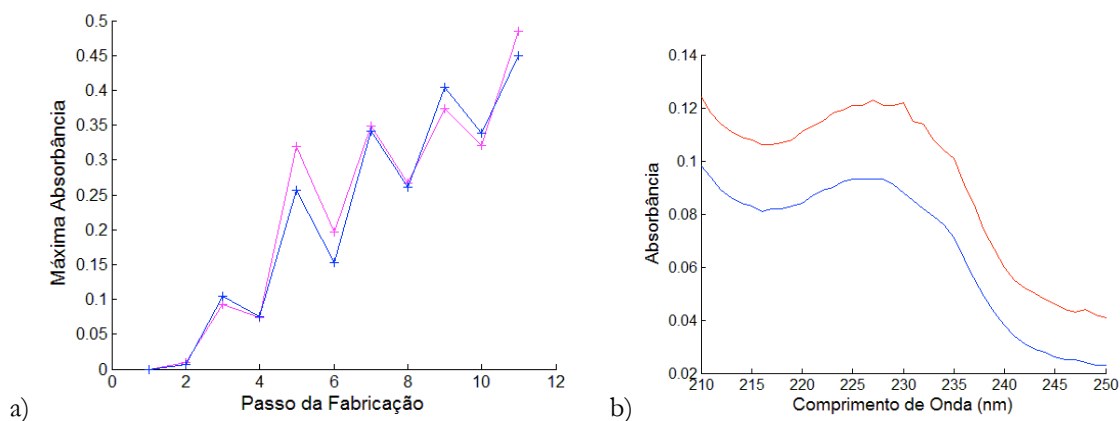 a)
Máxima Absorbância
0.5
0.45
0.4
0.35
0.3
0.25
0.2
0.15
0.1
0.05
0
0 2 4 6 8 10 12
Passo da Fabricação
b)
Absorbância
0.14
0.12
0.1
0.08
0.06
0.04
0.02
210 215 220 225 230 235 240 245 250
Comprimento de Onda (nm)